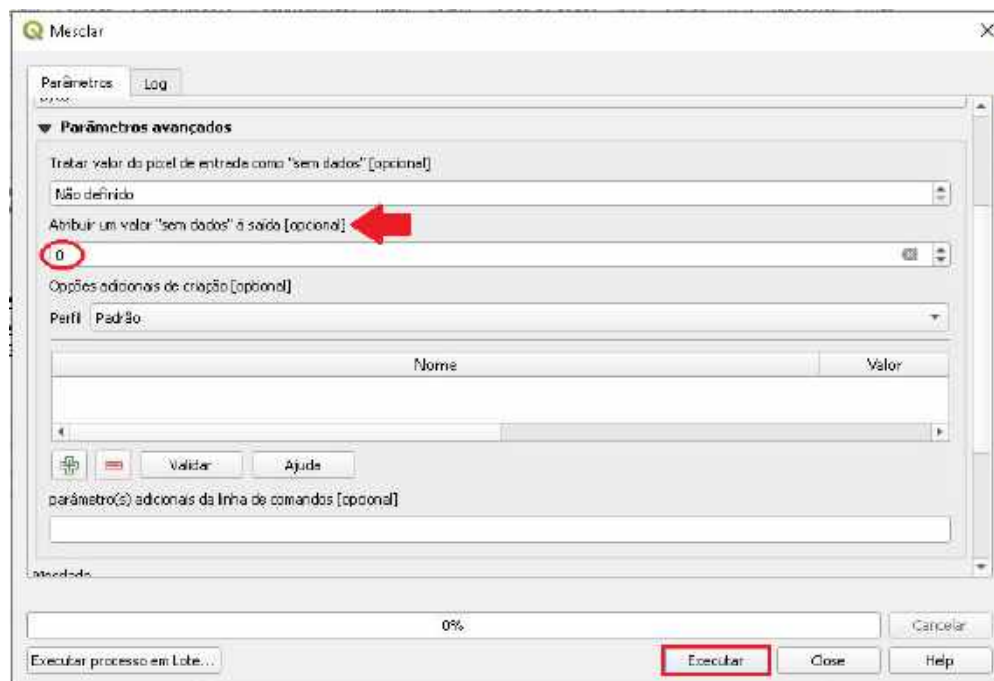 Mesclar
Parâmetros Log
Parâmetros avançados
Tratar valor do pixel de entrada como "sem dados" [opcional]
Não definido
Atribuir um valor "sem dados" à saída [opcional]
0
Opções adicionais de criação [optional]
Perfil Padrão
Nome Valor
Validar Ajuda
parâmetro(s) adicionais da linha de comandos [opcional]
0% Cancelar
Executar processo em Lote... Executar Close Help